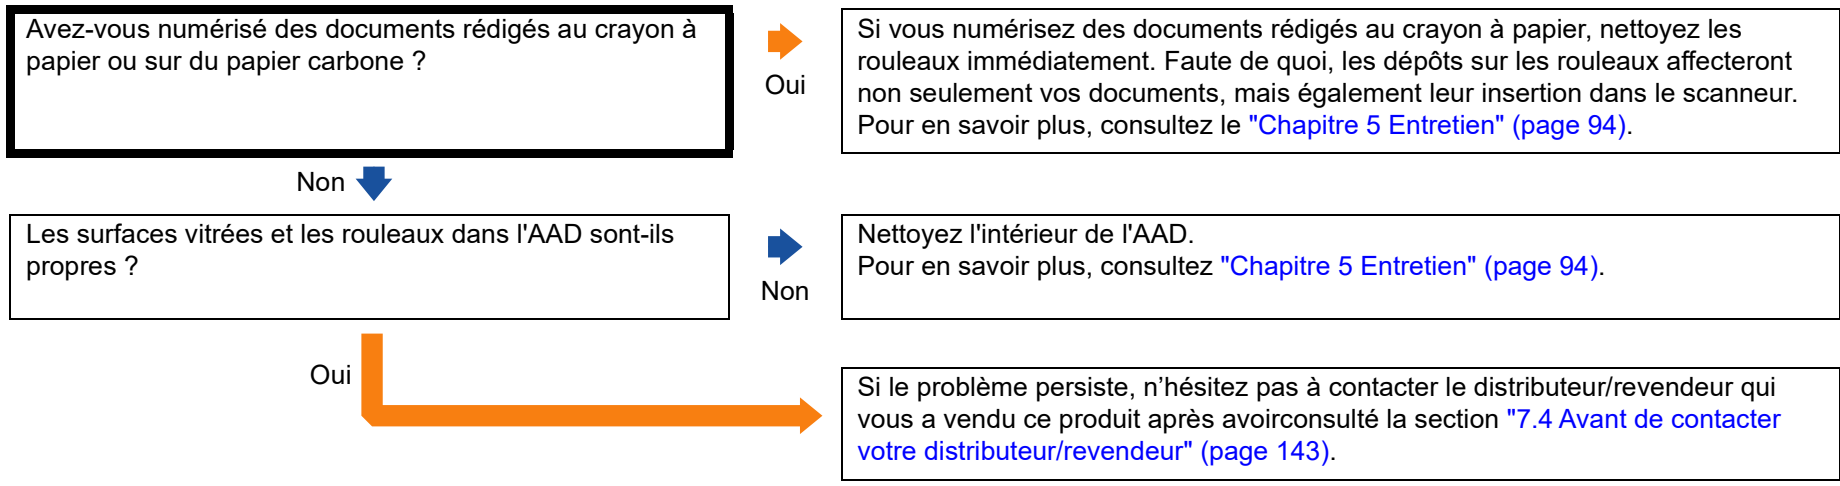 Avez-vous numérisé des documents rédigés au crayon à
papier ou sur du papier carbone ?
Oui
Si vous numérisez des documents rédigés au crayon à papier, nettoyez les
rouleaux immédiatement. Faute de quoi, les dépôts sur les rouleaux affecteront
non seulement vos documents, mais également leur insertion dans le scanneur.
Pour en savoir plus, consultez le "Chapitre 5 Entretien" (page 94).
Non
Les surfaces vitrées et les rouleaux dans l'AAD sont-ils
propres ?
Non
Nettoyez l'intérieur de l'AAD.
Pour en savoir plus, consultez "Chapitre 5 Entretien" (page 94).
Oui
Si le problème persiste, n’hésitez pas à contacter le distributeur/revendeur qui
vous a vendu ce produit après avoirconsulté la section "7.4 Avant de contacter
votre distributeur/revendeur" (page 143).